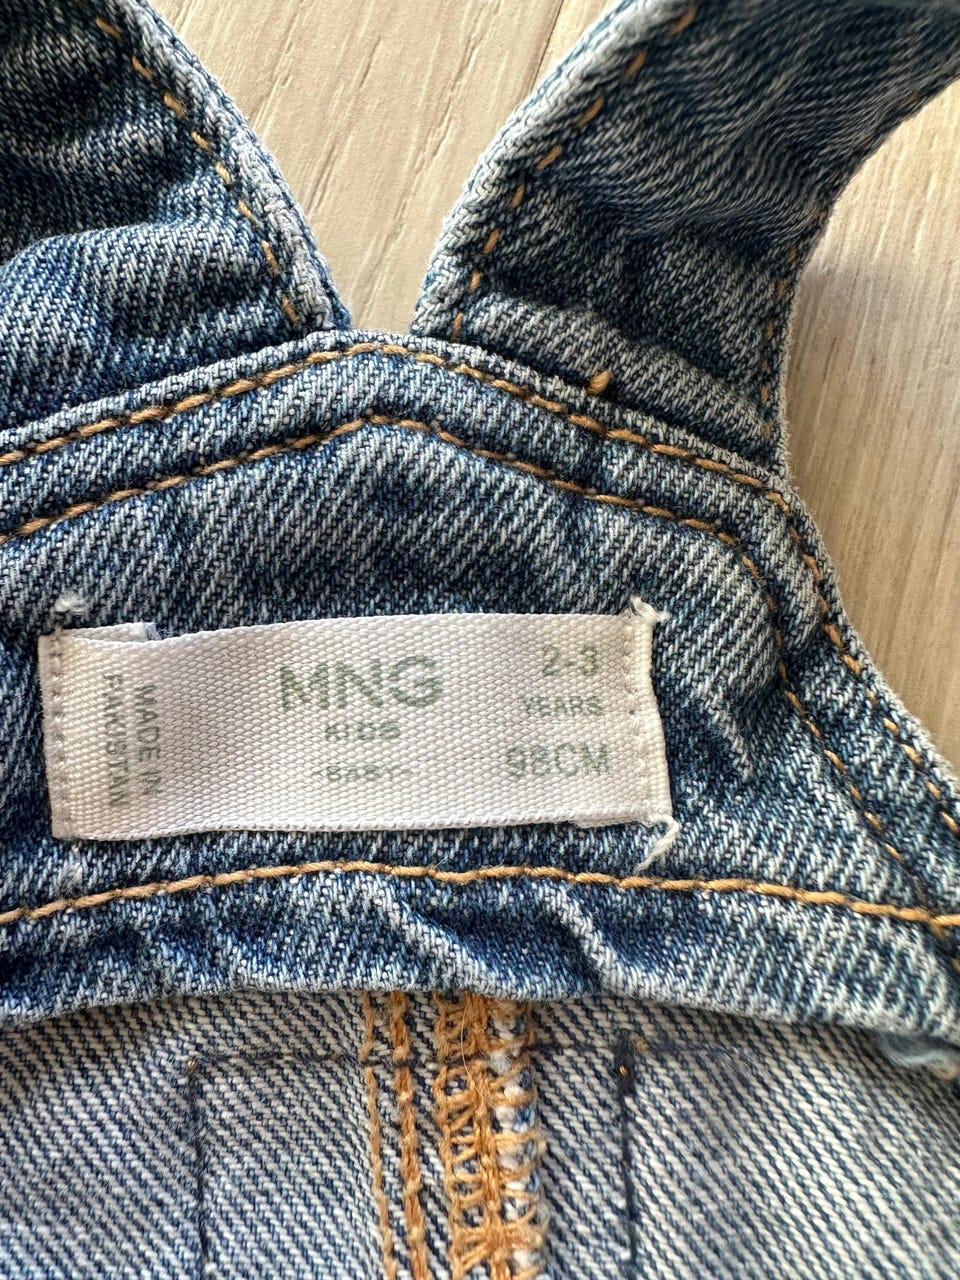 MADE IN
PAKISTAN
MNG
KIDS
-BABY-
2-3
YEARS
98CM